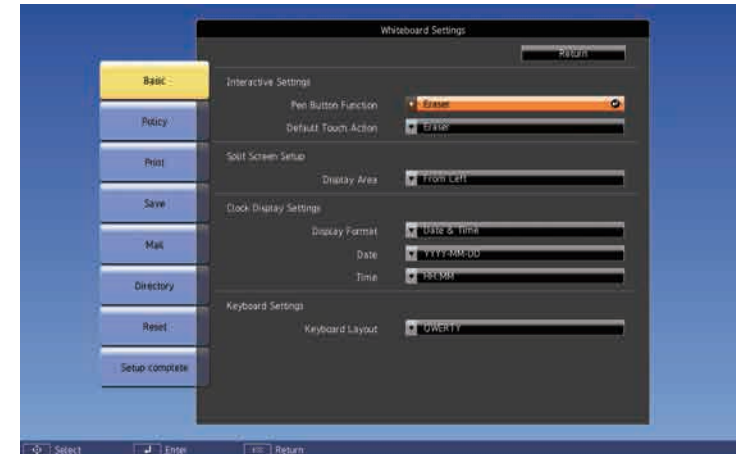 Whiteboard Settings
Return
Basic
Interactive Settings
Pen Button Function Eraser
Policy
Default Touch Action Eraser
Print
Split Screen Setup
Display Area From Left
Save
Clock Display Settings
Mail
Display Format Date & Time
Date YYYY-MM-DD
Directory
Time HH:MM
Keyboard Settings
Reset
Keyboard Layout QWERTY
Setup complete
Select Enter Return